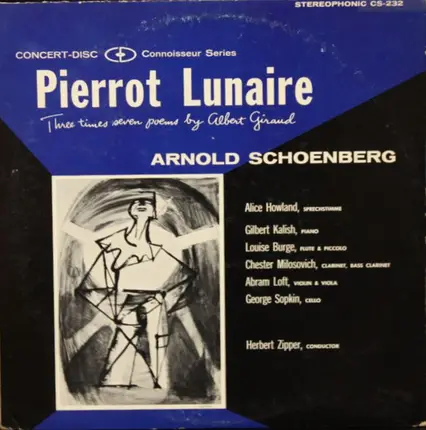 STEREOPHONIC CS-232
CONCERT-DISC Connoisseur Series
Pierrot Lunaire
Three times seven poems by Albert Giraud
ARNOLD SCHOENBERG
Alice Howland, SPRECHSTIMME
Gilbert Kalish, PIANO
Louise Burge, FLUTE & PICCOLO
Chester Milosovich, CLARINET, BASS CLARINET
Abram Loft, VIOLIN & VIOLA
George Sopkin, CELLO
Herbert Zipper, CONDUCTOR